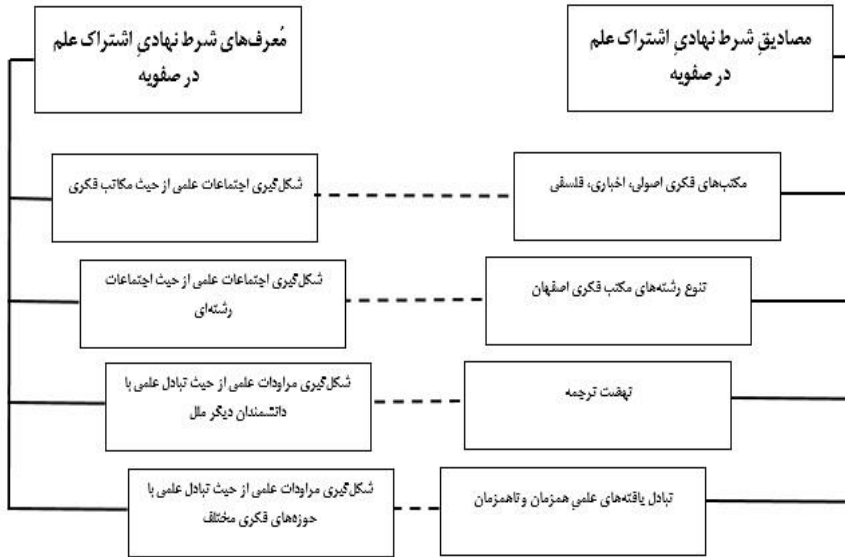 مصادیقِ شرط نهادیِ اشتراک علم
در صفویه
مُعرف‌های شرط نهادیِ اشتراک علم
در صفویه
مکتب‌های فکری اصولی، اخباری، فلسقی
شکل‌گیری اجتماعات علمی از حیث مکاتب فکری
تنوع رشته‌های مکتب فکری اصفهان
شکل‌گیری اجتماعات علمی از حیث اجتماعات
رشته‌ای
نهضت ترجمه
شکل‌گیری مراودات علمی از حیث تبادل علمی با
دانشمندان دیگر ملل
تبادل یافته‌های علمیِ همزمان و ناهمزمان
شکل‌گیری مراودات علمی از حیث تبادل علمی با
حوزه‌های فکری مختلف